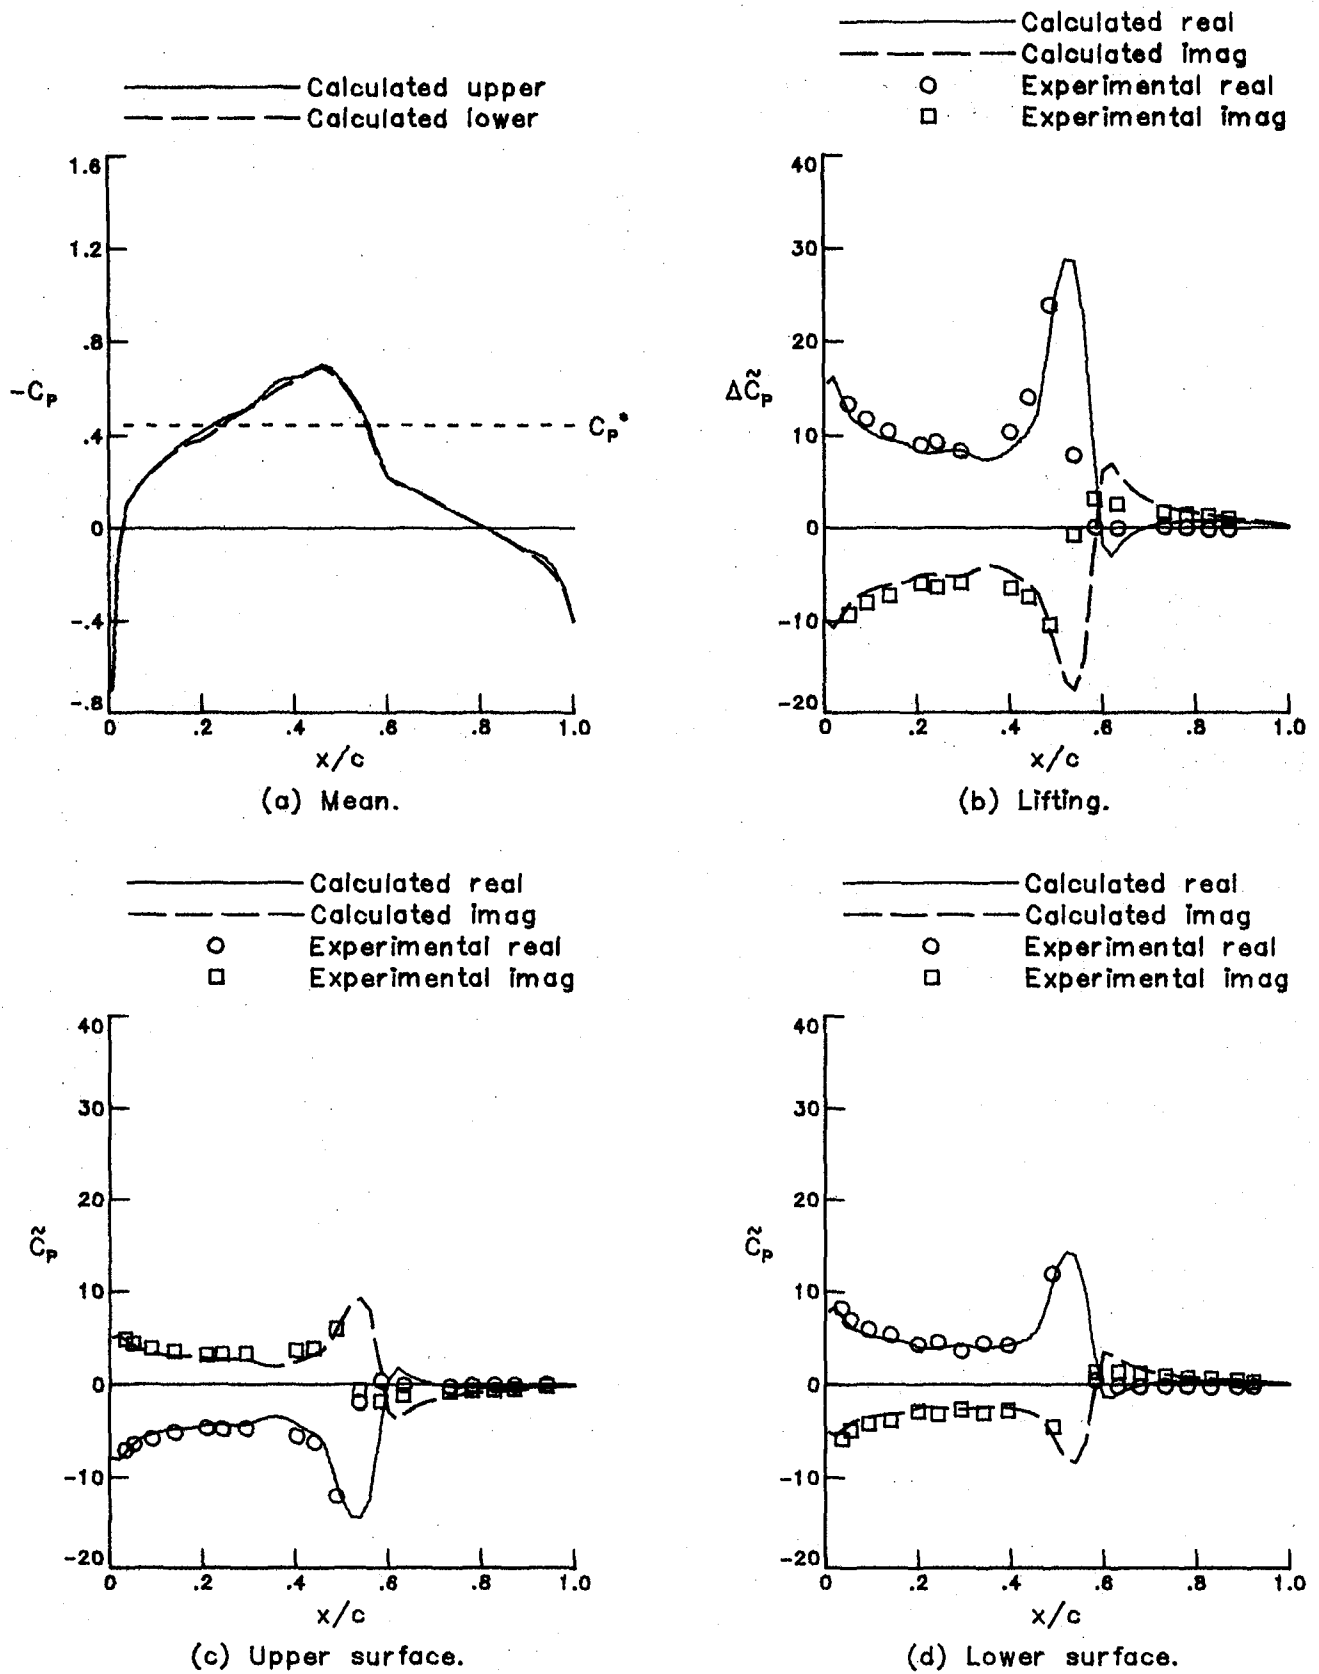 Calculated upper
Calculated lower
1.6
1.2
.8
.4
0
-.4
-.8
-Cp
Cp*
0 .2 .4 .6 .8 1.0
x/c
(a) Mean.
Calculated real
Calculated imag
Experimental real
Experimental imag
40
30
20
10
0
-10
-20
ΔC̃p
0 .2 .4 .6 .8 1.0
x/c
(b) Lifting.
Calculated real
Calculated imag
Experimental real
Experimental imag
40
30
20
10
0
-10
-20
C̃p
0 .2 .4 .6 .8 1.0
x/c
(c) Upper surface.
Calculated real
Calculated imag
Experimental real
Experimental imag
40
30
20
10
0
-10
-20
C̃p
0 .2 .4 .6 .8 1.0
x/c
(d) Lower surface.